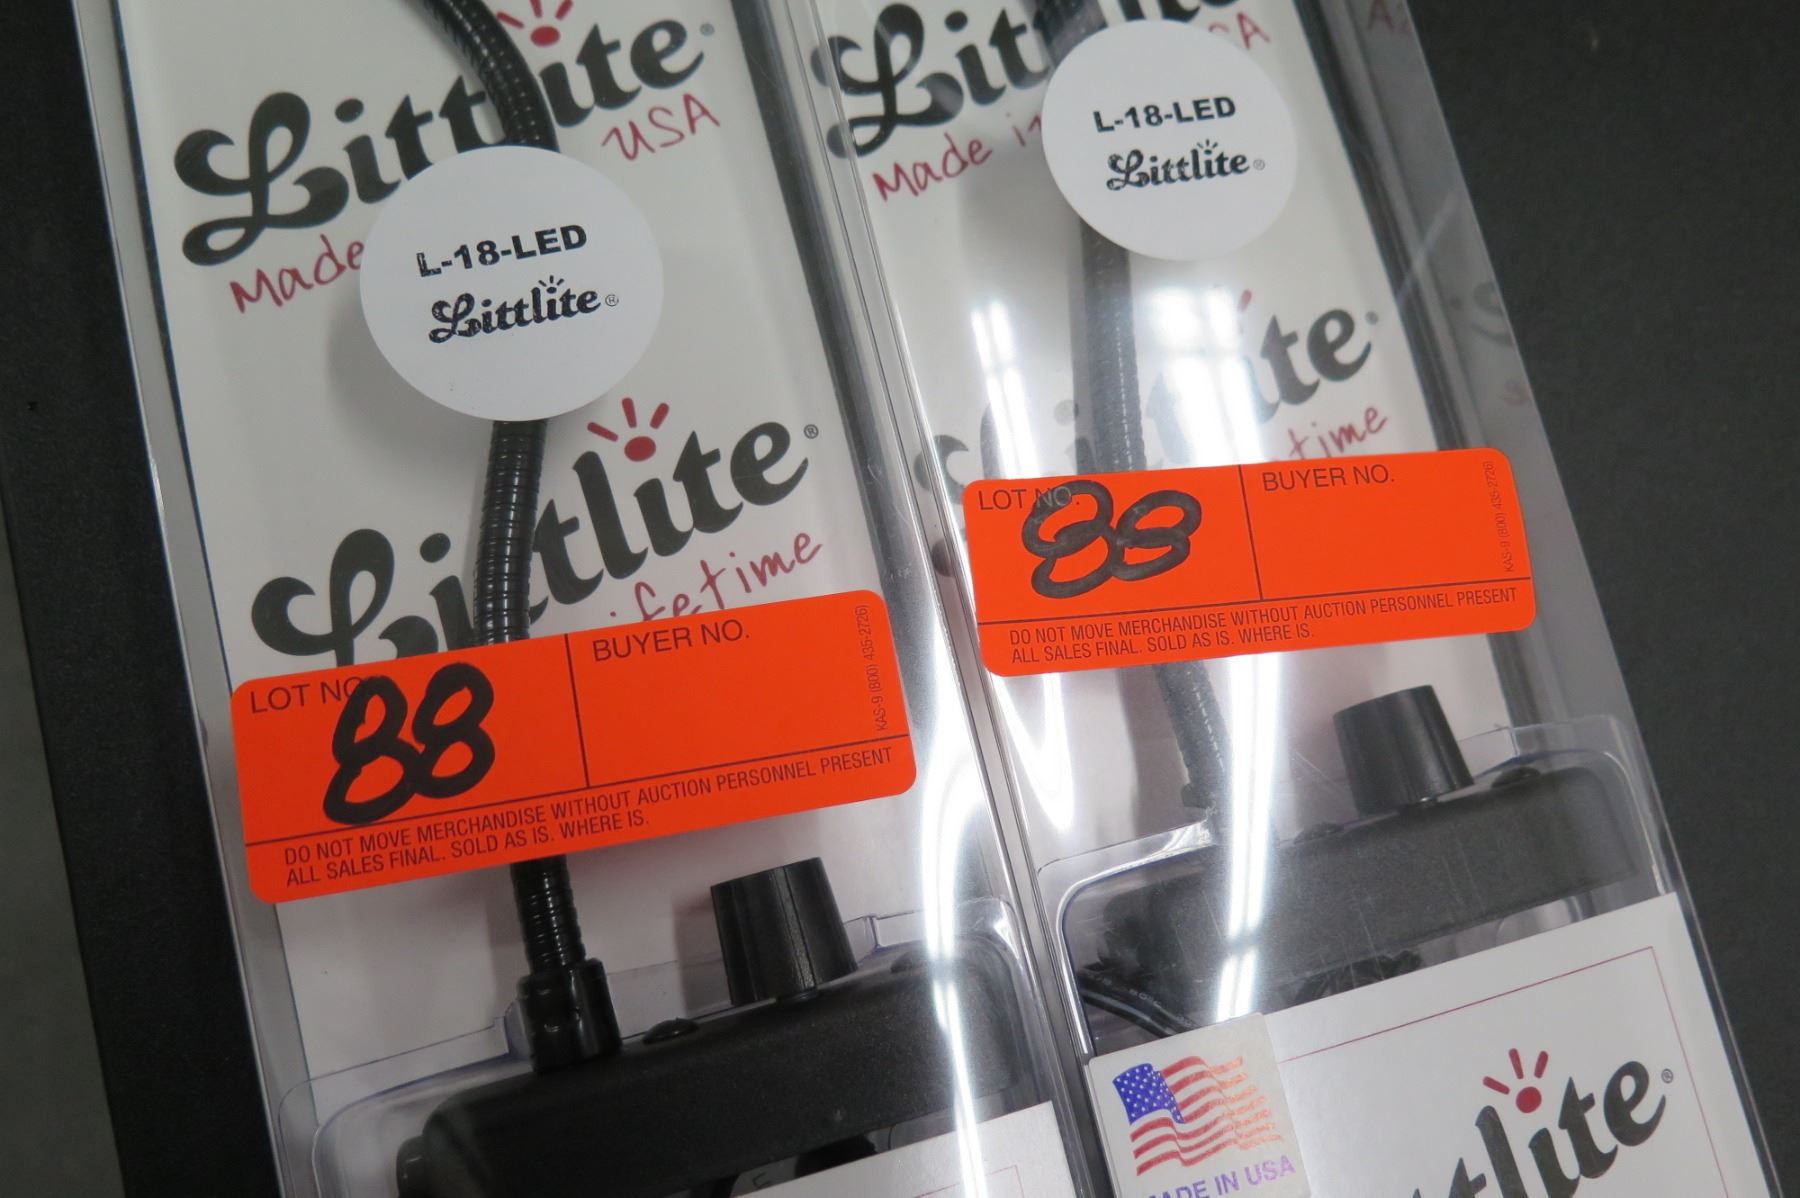 Littlite
USA
Made
L-18-LED
Littlite®
Littlite®
lifetime
LOT NO. 88
BUYER NO.
KAS-9 (800) 435-2726
DO NOT MOVE MERCHANDISE WITHOUT AUCTION PERSONNEL PRESENT
ALL SALES FINAL. SOLD AS IS. WHERE IS.
Made in
L-18-LED
Littlite®
LOT NO. 88
BUYER NO.
KAS-9 (800) 435-2726
DO NOT MOVE MERCHANDISE WITHOUT AUCTION PERSONNEL PRESENT
ALL SALES FINAL. SOLD AS IS. WHERE IS.
MADE IN USA